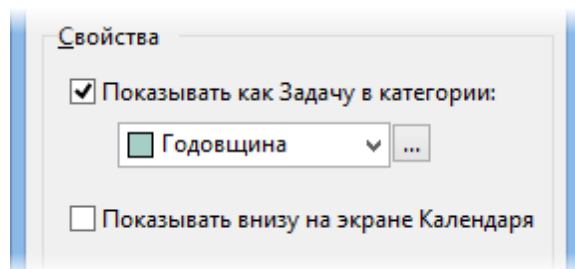 Свойства
Показывать как Задачу в категории:
Годовщина
...
Показывать внизу на экране Календаря